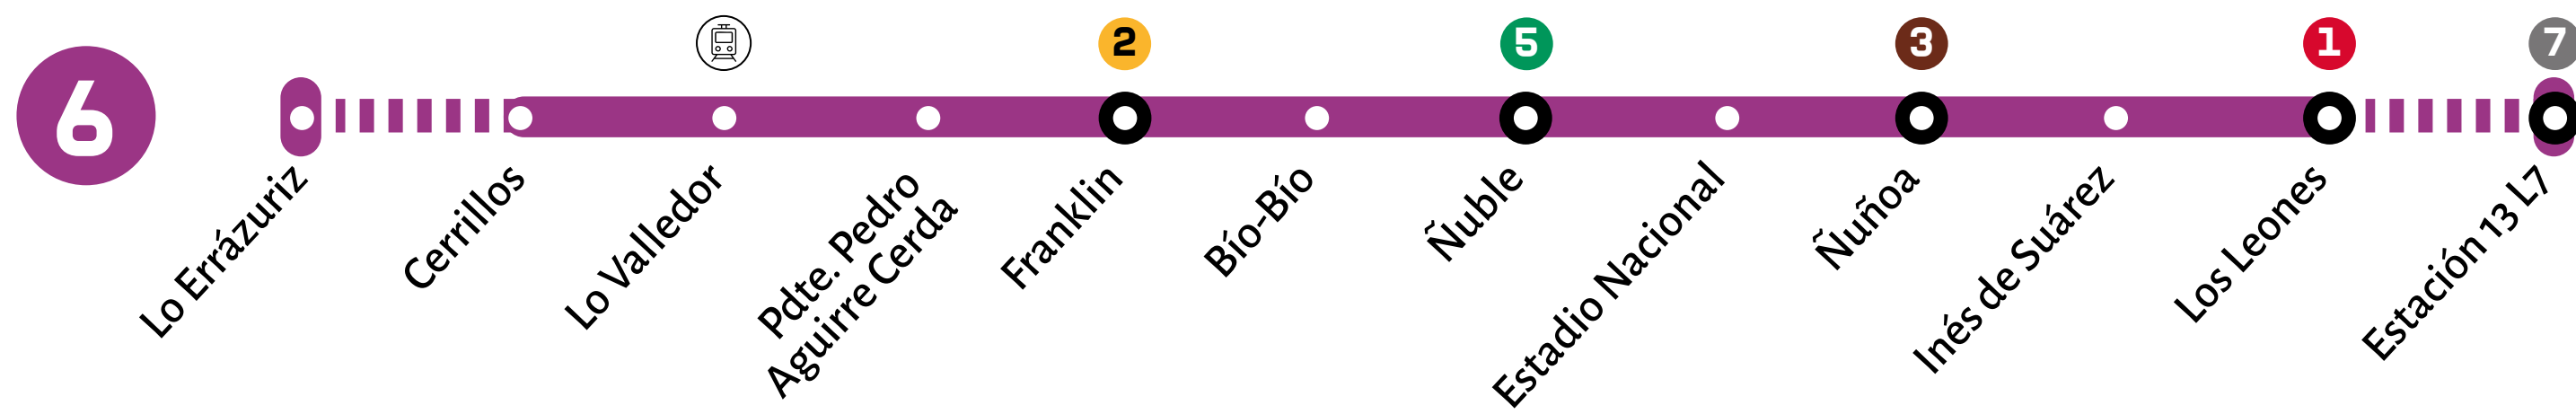 6
2
5
3
1
7
Lo Errázuriz
Cerrillos
Lo Valledor
Pdte. Pedro
Aguirre Cerda
Franklin
Bío-Bío
Ñuble
Estadio Nacional
Ñuñoa
Inés de Suárez
Los Leones
Estación 13 L7